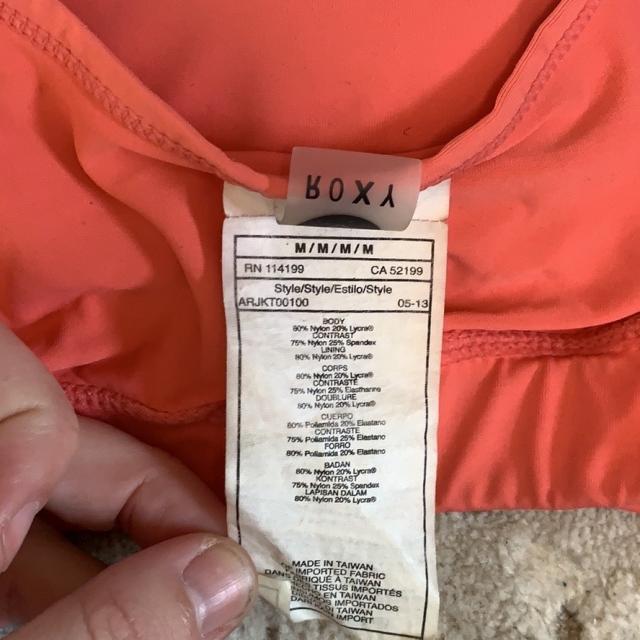 ROXY
M/M/M/M
RN 114199 CA 52199
Style/Style/Estilo/Style
ARJKT00100 05-13
BODY
80% Nylon 20% Lycra®
CONTRAST
75% Nylon 25% Spandex
LINING
80% Nylon 20% Lycra®
CORPS
80% Nylon 20% Lycra®
CONTRASTE
75% Nylon 25% Elasthanne
DOUBLURE
80% Nylon 20% Lycra®
CUERPO
80% Poliamida 20% Elastano
CONTRASTE
75% Poliamida 25% Elastano
FORRO
80% Poliamida 20% Elastano
BADAN
80% Nylon 20% Lycra®
KONTRAST
75% Nylon 25% Spandex
LAPISAN DALAM
80% Nylon 20% Lycra®
MADE IN TAIWAN
OF IMPORTED FABRIC
À TAIWAN
TISSUS IMPORTÉS
EN TAIWAN
IMPORTADOS
TAIWAN
IMPORT